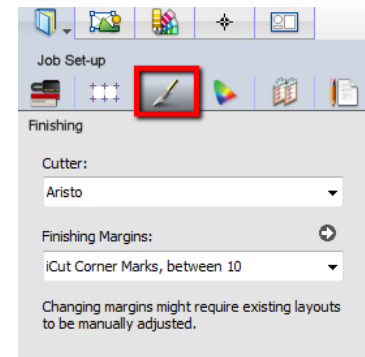 Job Set-up
Finishing
Cutter:
Aristo
Finishing Margins:
iCut Corner Marks, between 10
Changing margins might require existing layouts
to be manually adjusted.